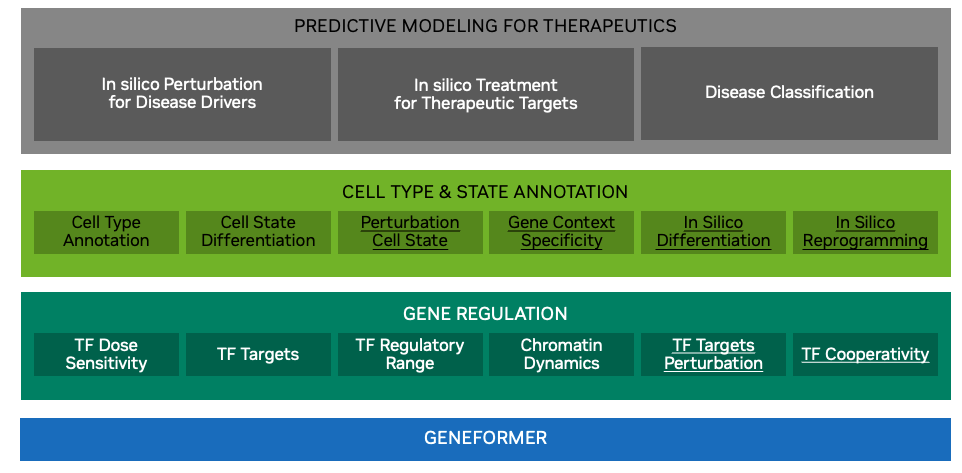 PREDICTIVE MODELING FOR THERAPEUTICS
In silico Perturbation
for Disease Drivers
In silico Treatment
for Therapeutic Targets
Disease Classification
CELL TYPE & STATE ANNOTATION
Cell Type
Annotation
Cell State
Differentiation
Perturbation
Cell State
Gene Context
Specificity
In Silico
Differentiation
In Silico
Reprogramming
GENE REGULATION
TF Dose
Sensitivity
TF Targets
TF Regulatory
Range
Chromatin
Dynamics
TF Targets
Perturbation
TF Cooperativity
GENEFORMER